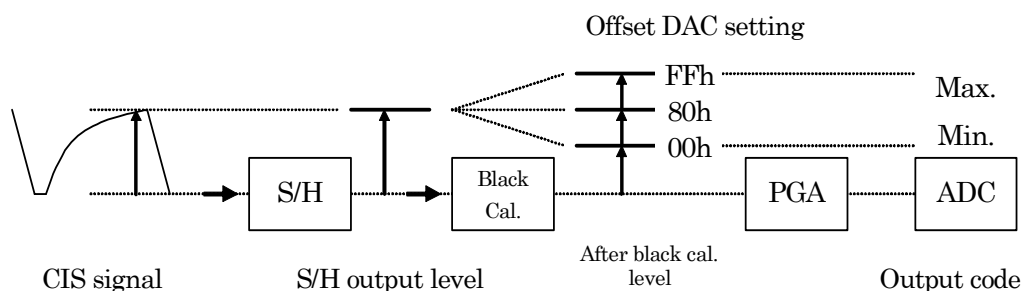 Offset DAC setting
FFh
Max.
80h
Min.
00h
S/H
Black
Cal.
PGA
ADC
CIS signal
S/H output level
After black cal.
level
Output code